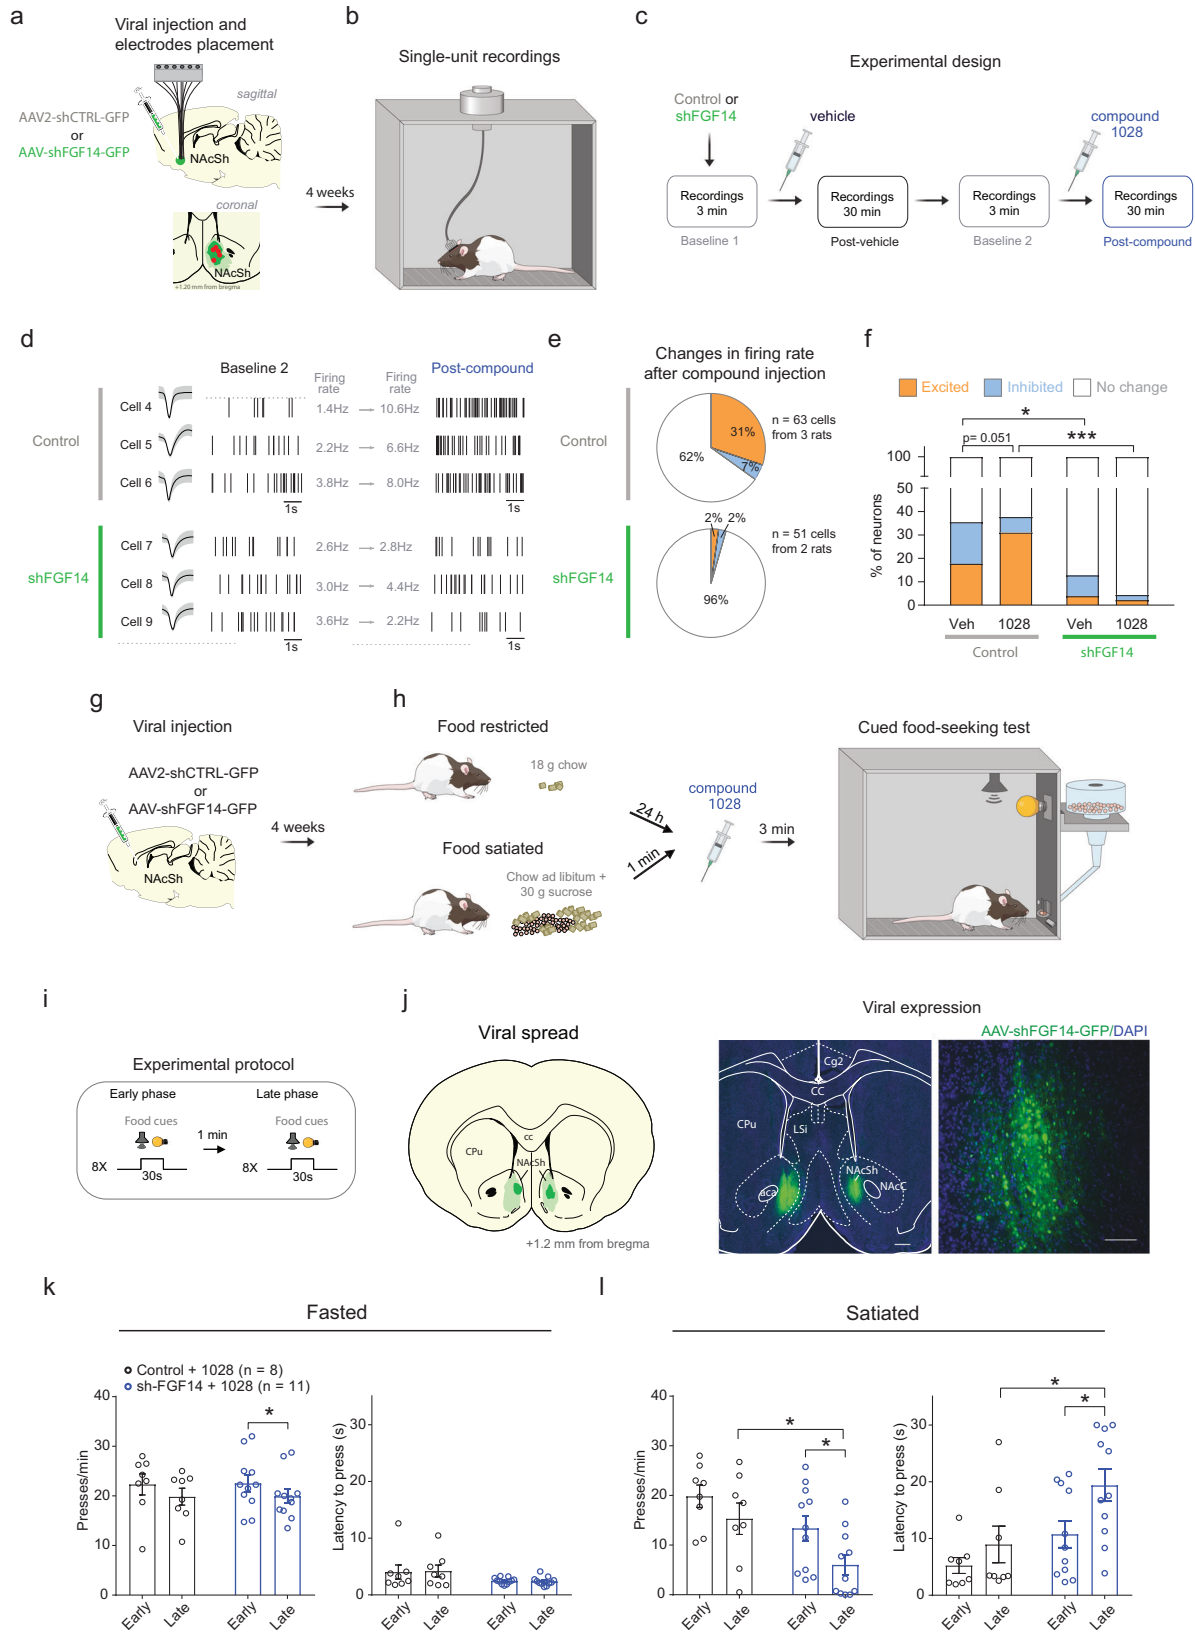 a
Viral injection and
electrodes placement
sagittal
AAV2-shCTRL-GFP
or
AAV-shFGF14-GFP
NAcSh
coronal
NAcSh
+1.20 mm from bregma
4 weeks
b
Single-unit recordings
c
Experimental design
Control or
shFGF14
vehicle
compound
1028
Recordings
3 min
Recordings
30 min
Recordings
3 min
Recordings
30 min
Baseline 1
Post-vehicle
Baseline 2
Post-compound
d
Baseline 2
Firing
rate
Firing
rate
Post-compound
Control
Cell 4
1.4Hz
10.6Hz
Cell 5
2.2Hz
6.6Hz
Cell 6
3.8Hz
8.0Hz
1s
1s
shFGF14
Cell 7
2.6Hz
2.8Hz
Cell 8
3.0Hz
4.4Hz
Cell 9
3.6Hz
2.2Hz
1s
1s
e
Changes in firing rate
after compound injection
Control
31%
7%
62%
n = 63 cells
from 3 rats
shFGF14
2%
2%
96%
n = 51 cells
from 2 rats
f
Excited
Inhibited
No change
*
p= 0.051
***
% of neurons
100
50
40
30
20
10
0
Veh
1028
Veh
1028
Control
shFGF14
g
Viral injection
AAV2-shCTRL-GFP
or
AAV-shFGF14-GFP
NAcSh
4 weeks
h
Food restricted
18 g chow
Food satiated
Chow ad libitum +
30 g sucrose
24 h
1 min
compound
1028
3 min
Cued food-seeking test
i
Experimental protocol
Early phase
Late phase
Food cues
Food cues
1 min
8X
30s
8X
30s
j
Viral spread
CPu
cc
NAcSh
+1.2 mm from bregma
Viral expression
AAV-shFGF14-GFP/DAPI
Cg2
CC
CPu
LSi
NAcSh
NAcC
aca
k
Fasted
Control + 1028 (n = 8)
sh-FGF14 + 1028 (n = 11)
Presses/min
40
30
20
10
0
*
Early
Late
Early
Late
Latency to press (s)
30
20
10
0
Early
Late
Early
Late
l
Satiated
Presses/min
40
30
20
10
0
*
*
Early
Late
Early
Late
Latency to press (s)
30
20
10
0
*
*
Early
Late
Early
Late